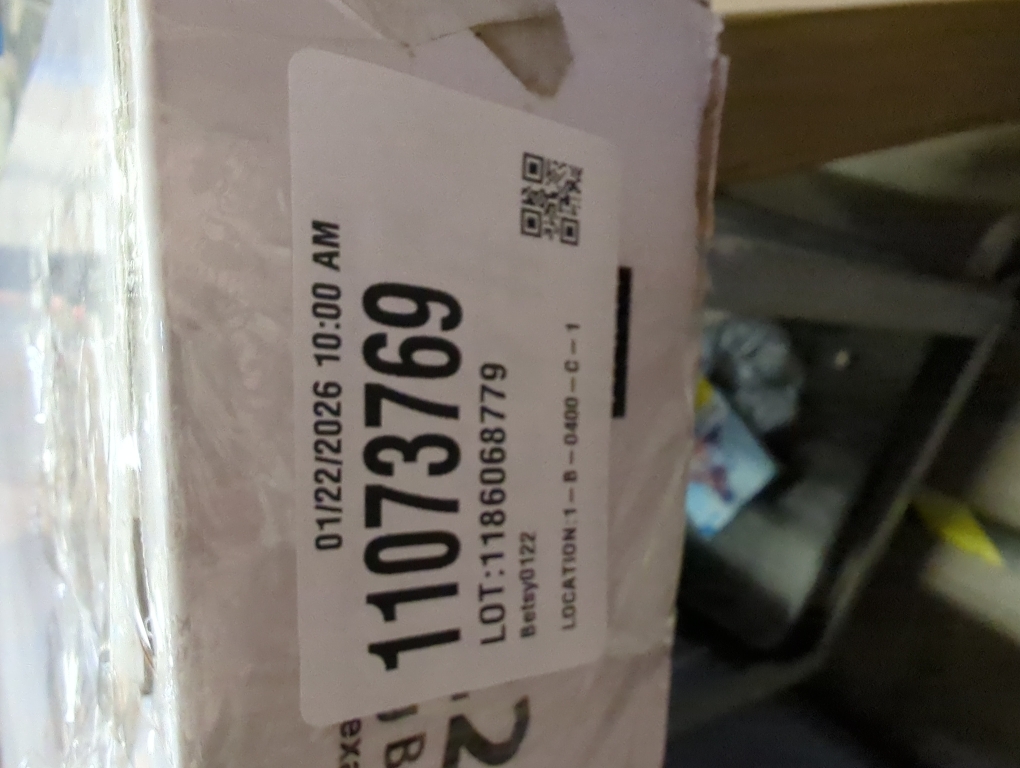 01/22/2026 10:00 AM
11073769
LOT:1186068779
Betsy0122
LOCATION:1-B-0400-C-1